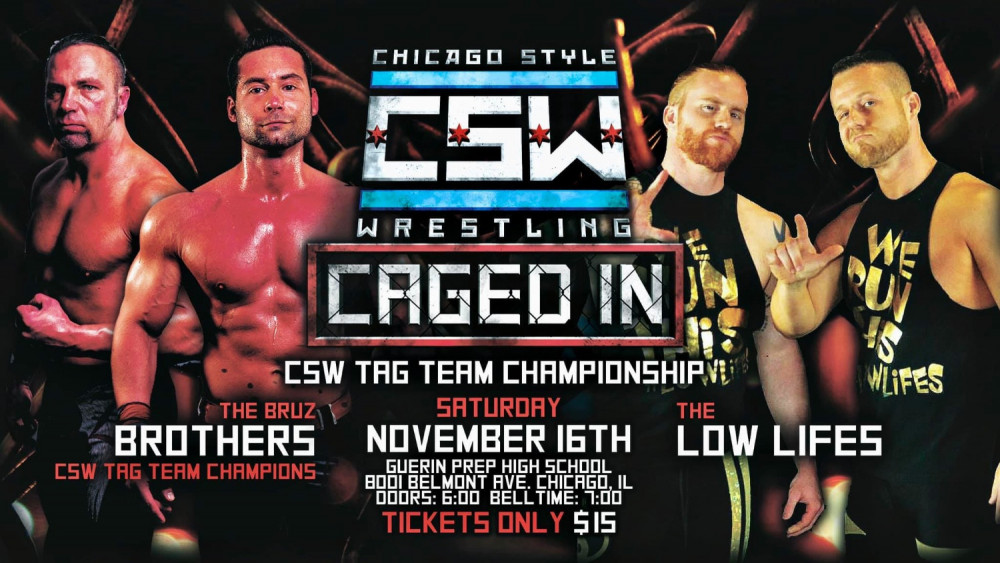 CHICAGO STYLE
CSW
WRESTLING
CAGED IN
CSW TAG TEAM CHAMPIONSHIP
THE BRUZ
BROTHERS
CSW TAG TEAM CHAMPIONS
SATURDAY
NOVEMBER 16TH
GUERIN PREP HIGH SCHOOL
8001 BELMONT AVE. CHICAGO, IL
DOORS: 6:00 BELLTIME: 7:00
TICKETS ONLY $15
THE
LOW LIFES
WE
RUN